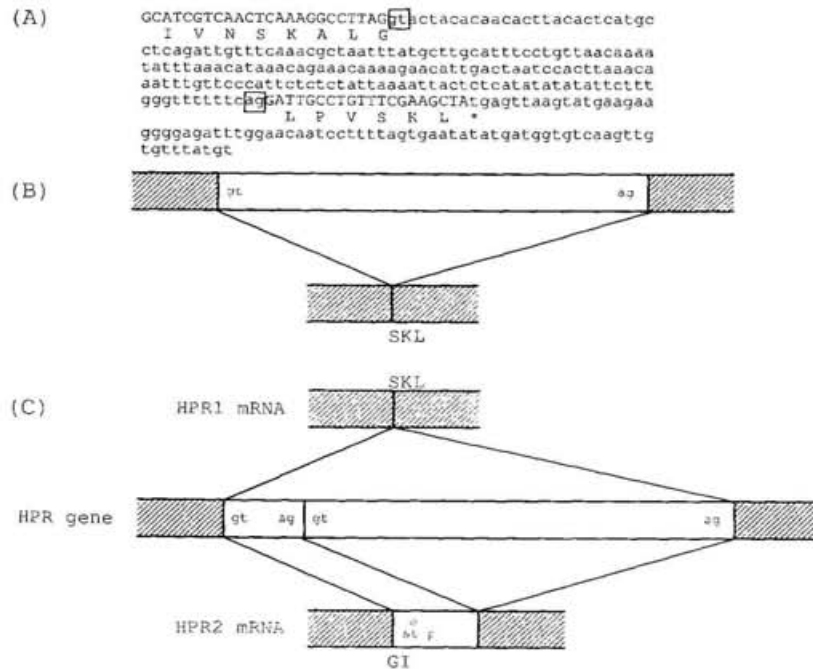 (A)
GCATCGTCAACTCAAAGGCCTTAGgtactacacaacacttacactcatgc
I V N S K A L G
ctcagattgtttcaaacgctaatttatgcttgcatttcctgttaacaaaa
tatttaaacataaacagaaacaaaagaacattgactaatccacttaaaca
aatttgttcccattctctctattaaaattactctcatatatatattcttt
gggttttttcagGATTGCCTGTTTCGAAGCTAtgagttaagtatgaagaa
L P V S K L *
ggggagatttggaacaatccttttagtgaatatatgatggtgtcaagttg
tgtttatgt
(B)
gt ag
SKL
(C)
SKL
HPR1 mRNA
HPR gene
gt ag gt ag
HPR2 mRNA
GI